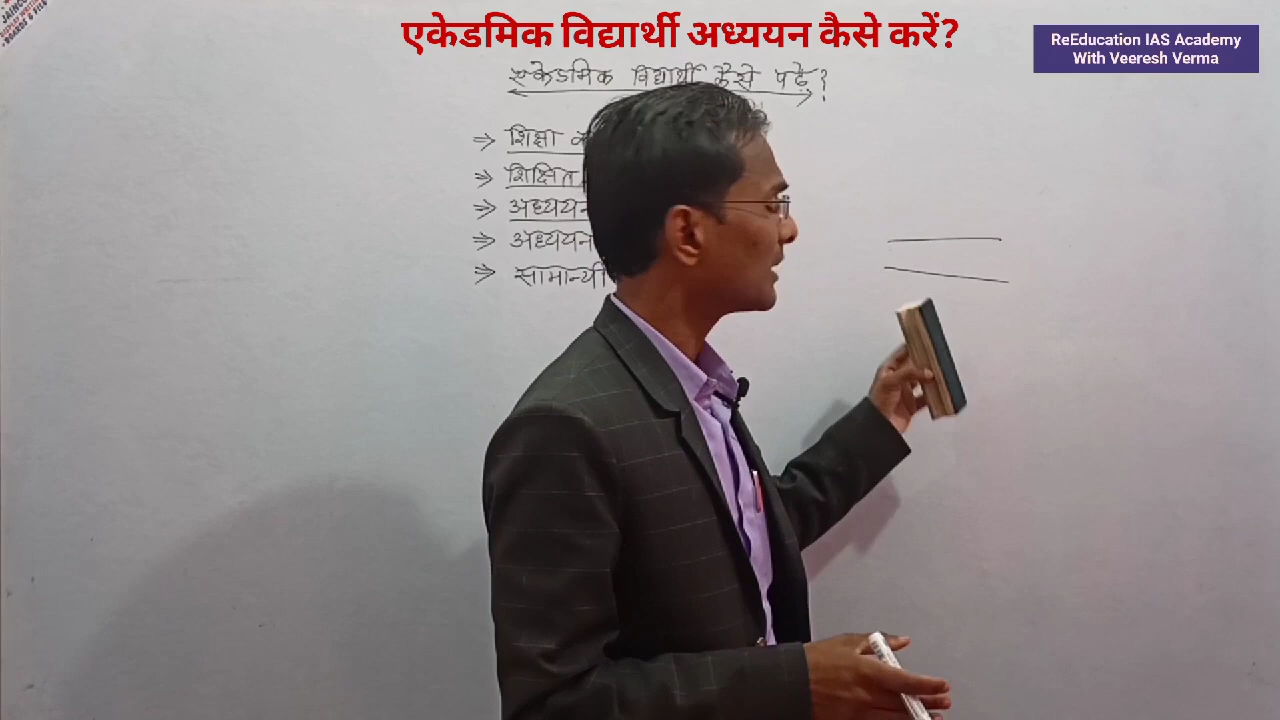 एकेडमिक विद्यार्थी अध्ययन कैसे करें?
ReEducation IAS Academy
With Veeresh Verma
एकेडमिक विद्यार्थी कैसे पढ़ें?
⇒ शिक्षा
⇒ शिक्षित
⇒ अध्ययन
⇒ अध्ययन
⇒ सामान्यी